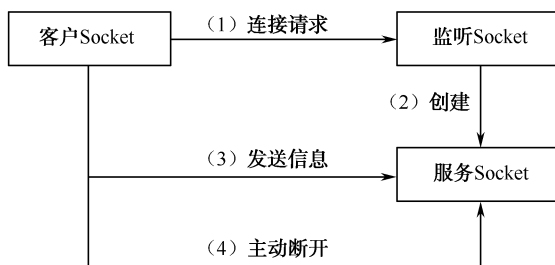 客户Socket
（1）连接请求
监听Socket
（2）创建
（3）发送信息
服务Socket
（4）主动断开